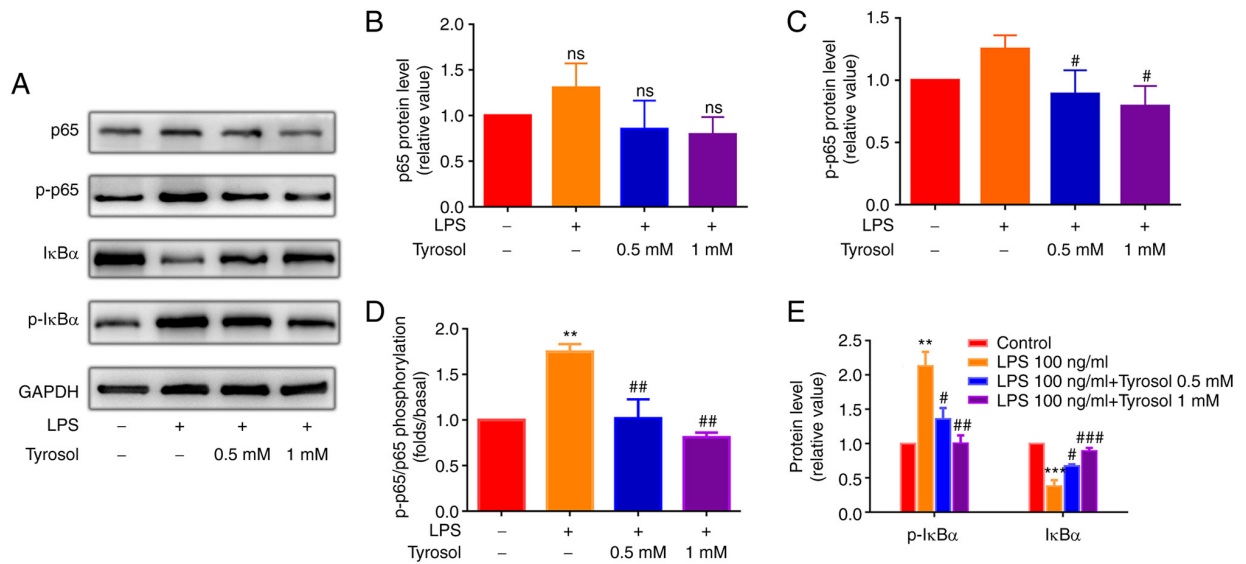 A
p65
p-p65
IκBα
p-IκBα
GAPDH
LPS – + + +
Tyrosol – – 0.5 mM 1 mM
B
p65 protein level
(relative value)
2.0
1.5
1.0
0.5
0.0
ns
ns
ns
LPS – + + +
Tyrosol – – 0.5 mM 1 mM
C
p-p65 protein level
(relative value)
1.5
1.0
0.5
0.0
#
#
LPS – + + +
Tyrosol – – 0.5 mM 1 mM
D
p-p65/p65 phosphorylation
(folds/basal)
2.0
1.5
1.0
0.5
0.0
**
##
##
LPS – + + +
Tyrosol – – 0.5 mM 1 mM
E
Protein level
(relative value)
2.5
2.0
1.5
1.0
0.5
0.0
Control
LPS 100 ng/ml
LPS 100 ng/ml+Tyrosol 0.5 mM
LPS 100 ng/ml+Tyrosol 1 mM
**
#
##
***
#
###
p-IκBα IκBα